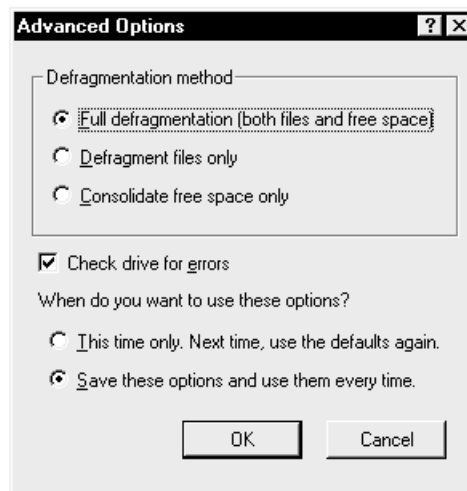 Advanced Options
Defragmentation method
Full defragmentation (both files and free space)
Defragment files only
Consolidate free space only
Check drive for errors
When do you want to use these options?
This time only. Next time, use the defaults again.
Save these options and use them every time.
OK Cancel